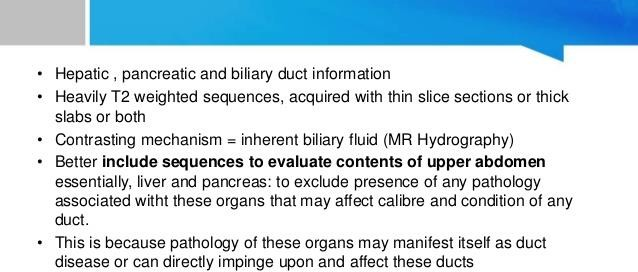 • Hepatic , pancreatic and biliary duct information
• Heavily T2 weighted sequences, acquired with thin slice sections or thick
slabs or both
• Contrasting mechanism = inherent biliary fluid (MR Hydrography)
• Better include sequences to evaluate contents of upper abdomen
essentially, liver and pancreas: to exclude presence of any pathology
associated witht these organs that may affect calibre and condition of any
duct.
• This is because pathology of these organs may manifest itself as duct
disease or can directly impinge upon and affect these ducts